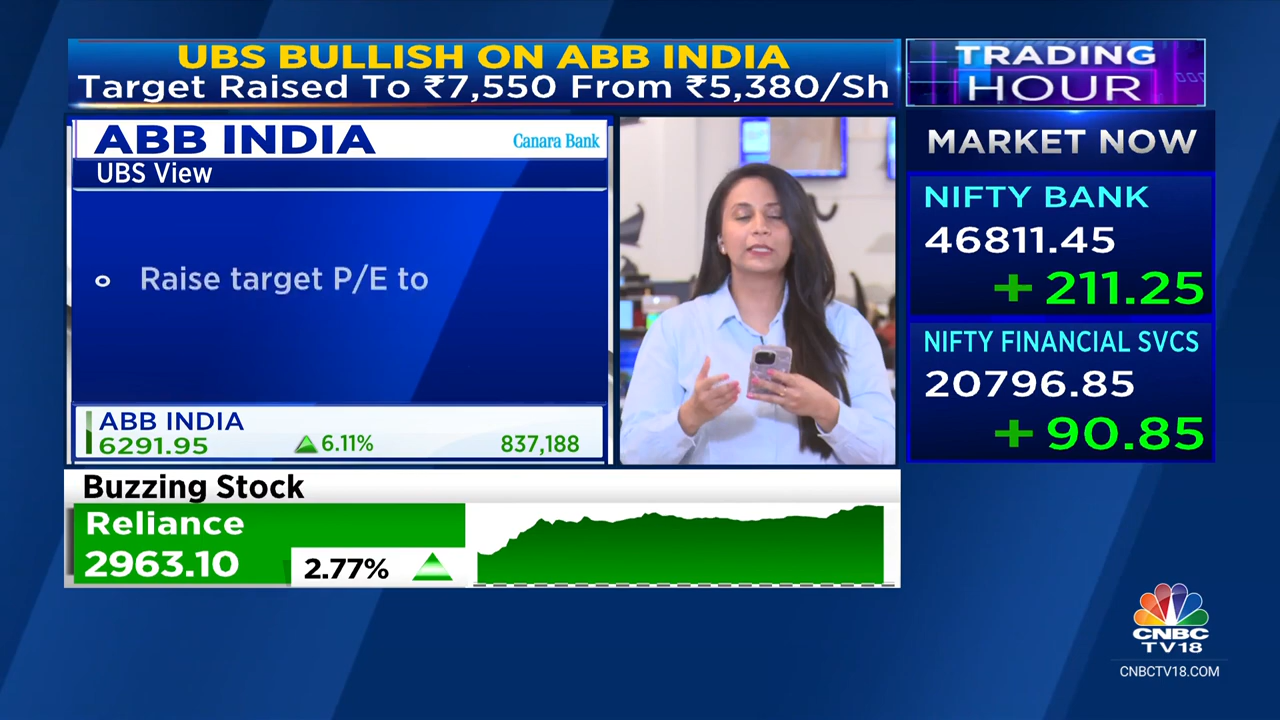 UBS BULLISH ON ABB INDIA
Target Raised To ₹7,550 From ₹5,380/Sh
TRADING
HOUR
ABB INDIA
Canara Bank
UBS View
Raise target P/E to
ABB INDIA
6291.95 6.11% 837,188
MARKET NOW
NIFTY BANK
46811.45
+ 211.25
NIFTY FINANCIAL SVCS
20796.85
+ 90.85
Buzzing Stock
Reliance
2963.10 2.77%
CNBC
TV18
CNBCTV18.COM